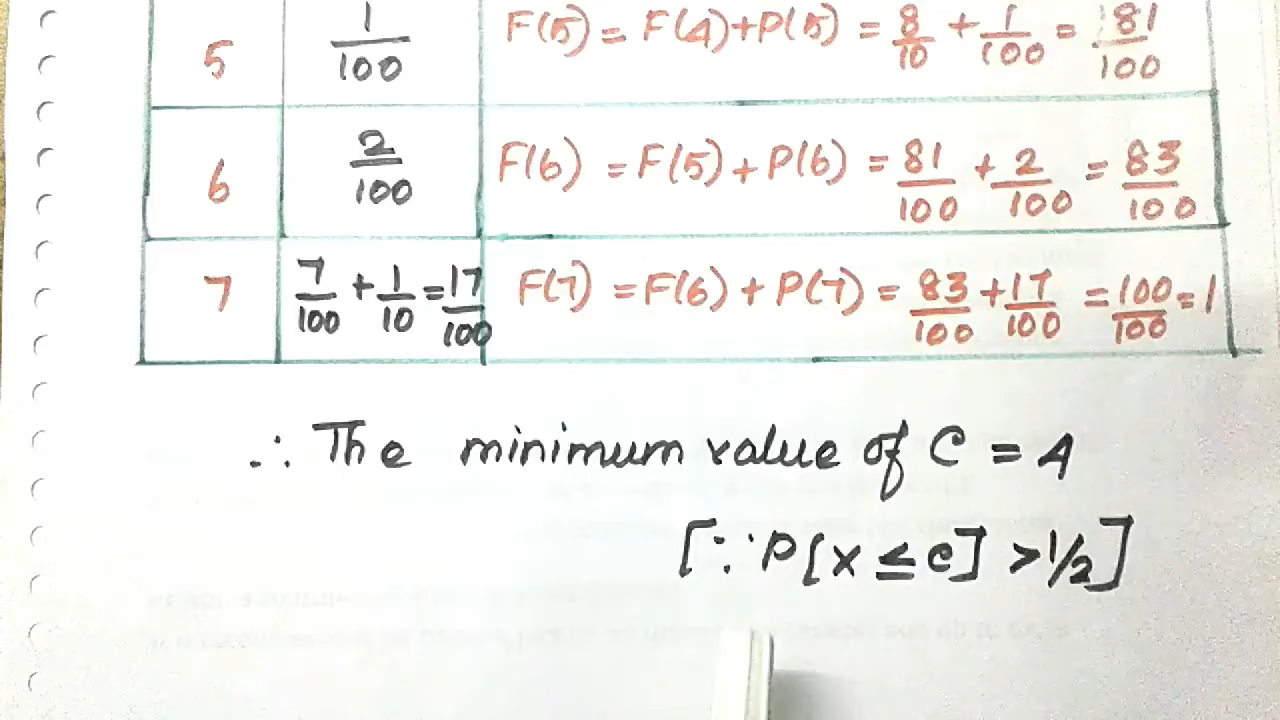 5 1/100 F(5) = F(4)+P(5) = 8/10 + 1/100 = 81/100
6 2/100 F(6) = F(5) + P(6) = 81/100 + 2/100 = 83/100
7 7/100 + 1/10 = 17/100 F(7) = F(6) + P(7) = 83/100 + 17/100 = 100/100 = 1
∴ The minimum value of C = 4
[∵ P[X ≤ C] > 1/2]